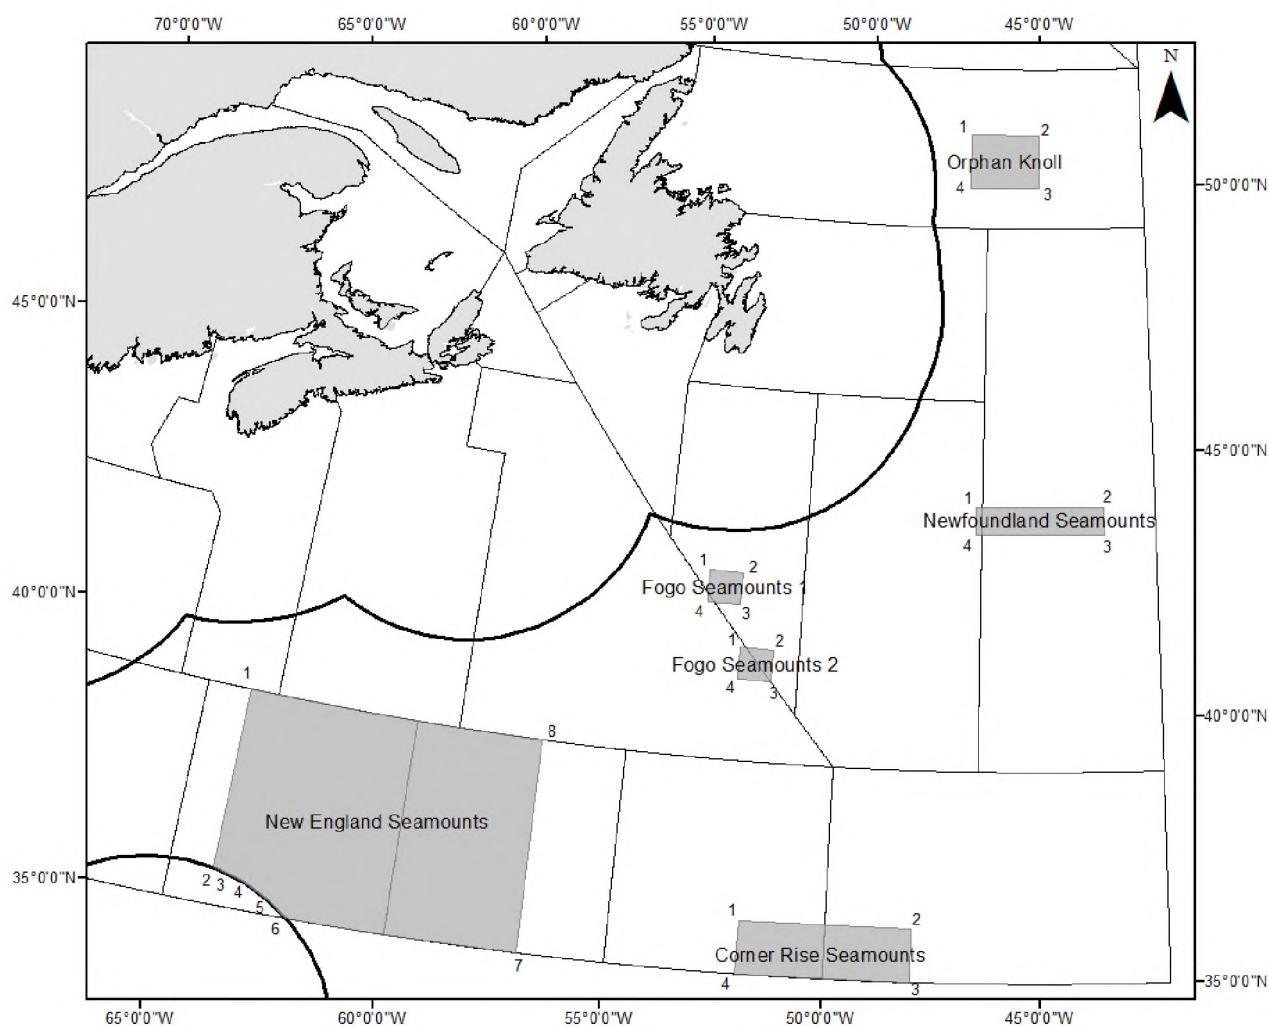 70°0'0"W 65°0'0"W 60°0'0"W 55°0'0"W 50°0'0"W 45°0'0"W
N
1 2
Orphan Knoll
4 3
50°0'0"N
45°0'0"N
45°0'0"N
1 2
Newfoundland Seamounts
4 3
1 2
Fogo Seamounts 1
4 3
40°0'0"N
1 2
Fogo Seamounts 2
4 3
1
40°0'0"N
8
New England Seamounts
35°0'0"N
2 3 4 5 6
7
1 2
Corner Rise Seamounts
4 3
35°0'0"N
65°0'0"W 60°0'0"W 55°0'0"W 50°0'0"W 45°0'0"W